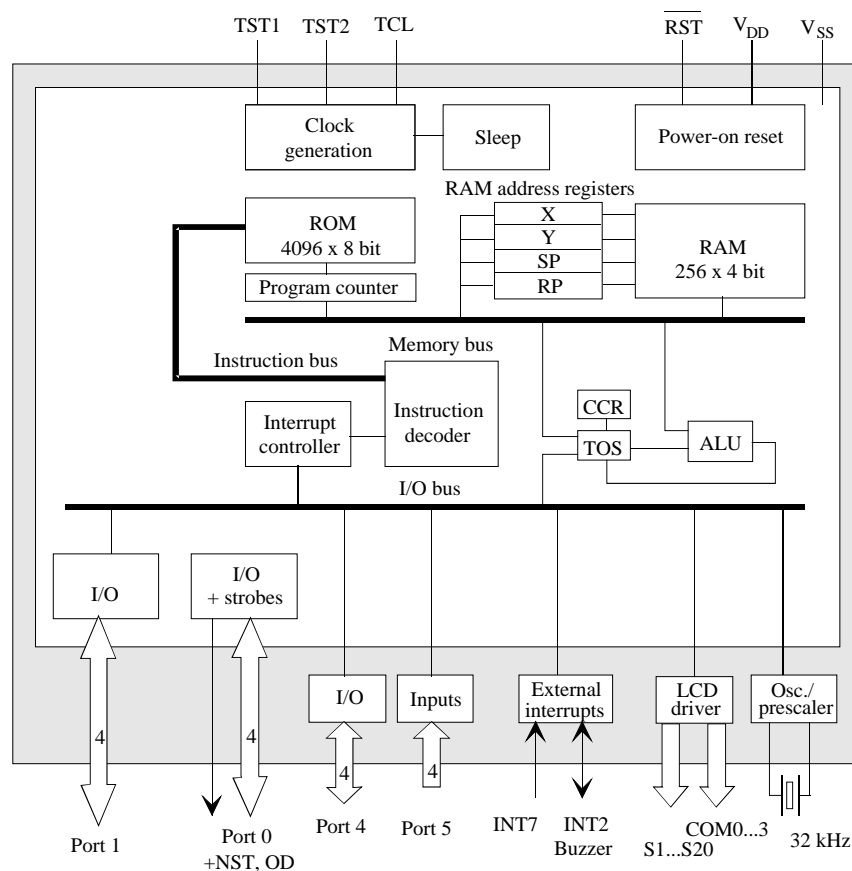 TST1 TST2 TCL RST V_DD V_SS
Clock
generation
Sleep
Power-on reset
RAM address registers
ROM
4096 x 8 bit
X
Y
SP
RP
RAM
256 x 4 bit
Program counter
Memory bus
Instruction bus
Instruction
decoder
Interrupt
controller
CCR
TOS
ALU
I/O bus
I/O
I/O
+ strobes
I/O
Inputs
External
interrupts
LCD
driver
Osc./
prescaler
4
4
4
4
Port 1
Port 0
+NST, OD
Port 4
Port 5
INT7
INT2
Buzzer
COM0...3
S1...S20
32 kHz